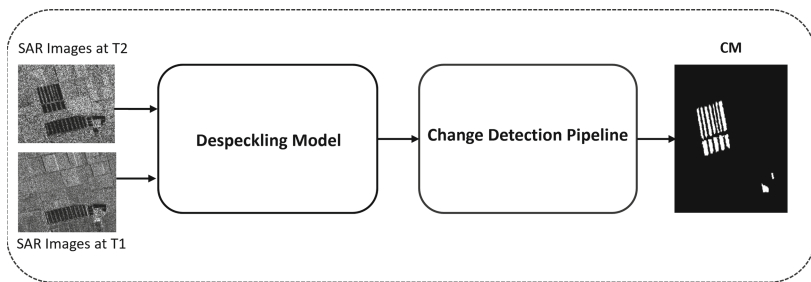 SAR Images at T2
SAR Images at T1
Despeckling Model
Change Detection Pipeline
CM